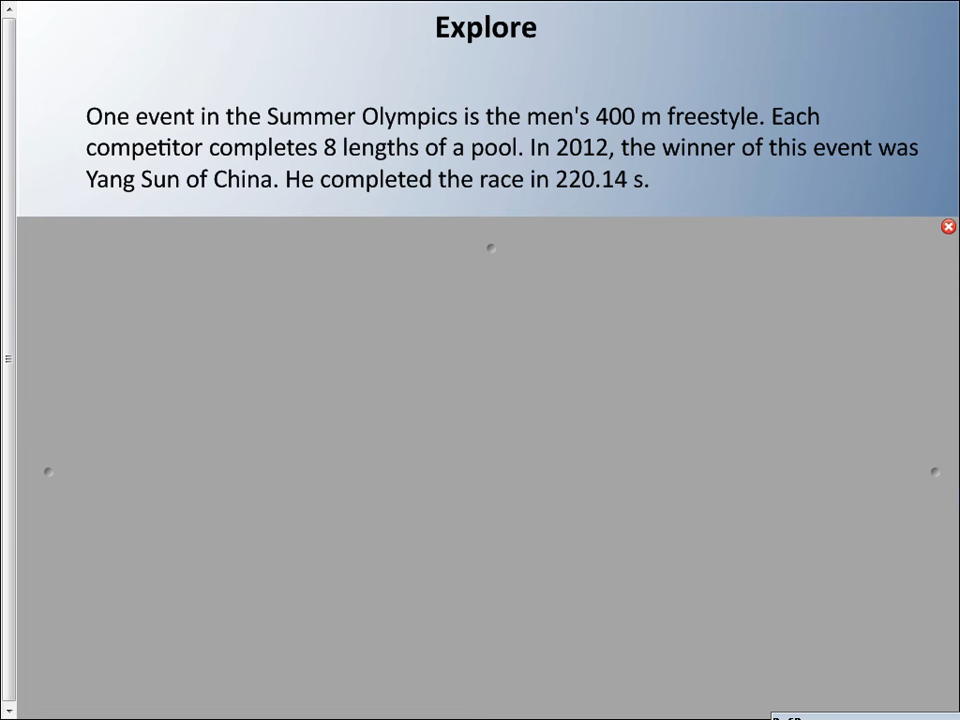 Explore
One event in the Summer Olympics is the men's 400 m freestyle. Each
competitor completes 8 lengths of a pool. In 2012, the winner of this event was
Yang Sun of China. He completed the race in 220.14 s.